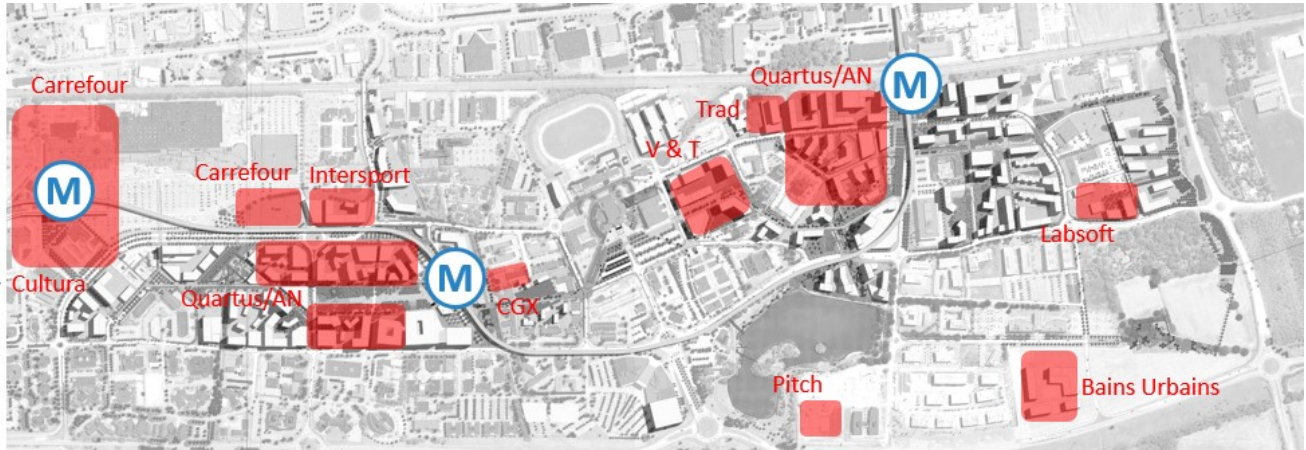 Carrefour
Quartus/AN
M
Trad
V & T
Carrefour
Intersport
M
Labsoft
Cultura
M
Quartus/AN
CGX
Pitch
Bains Urbains